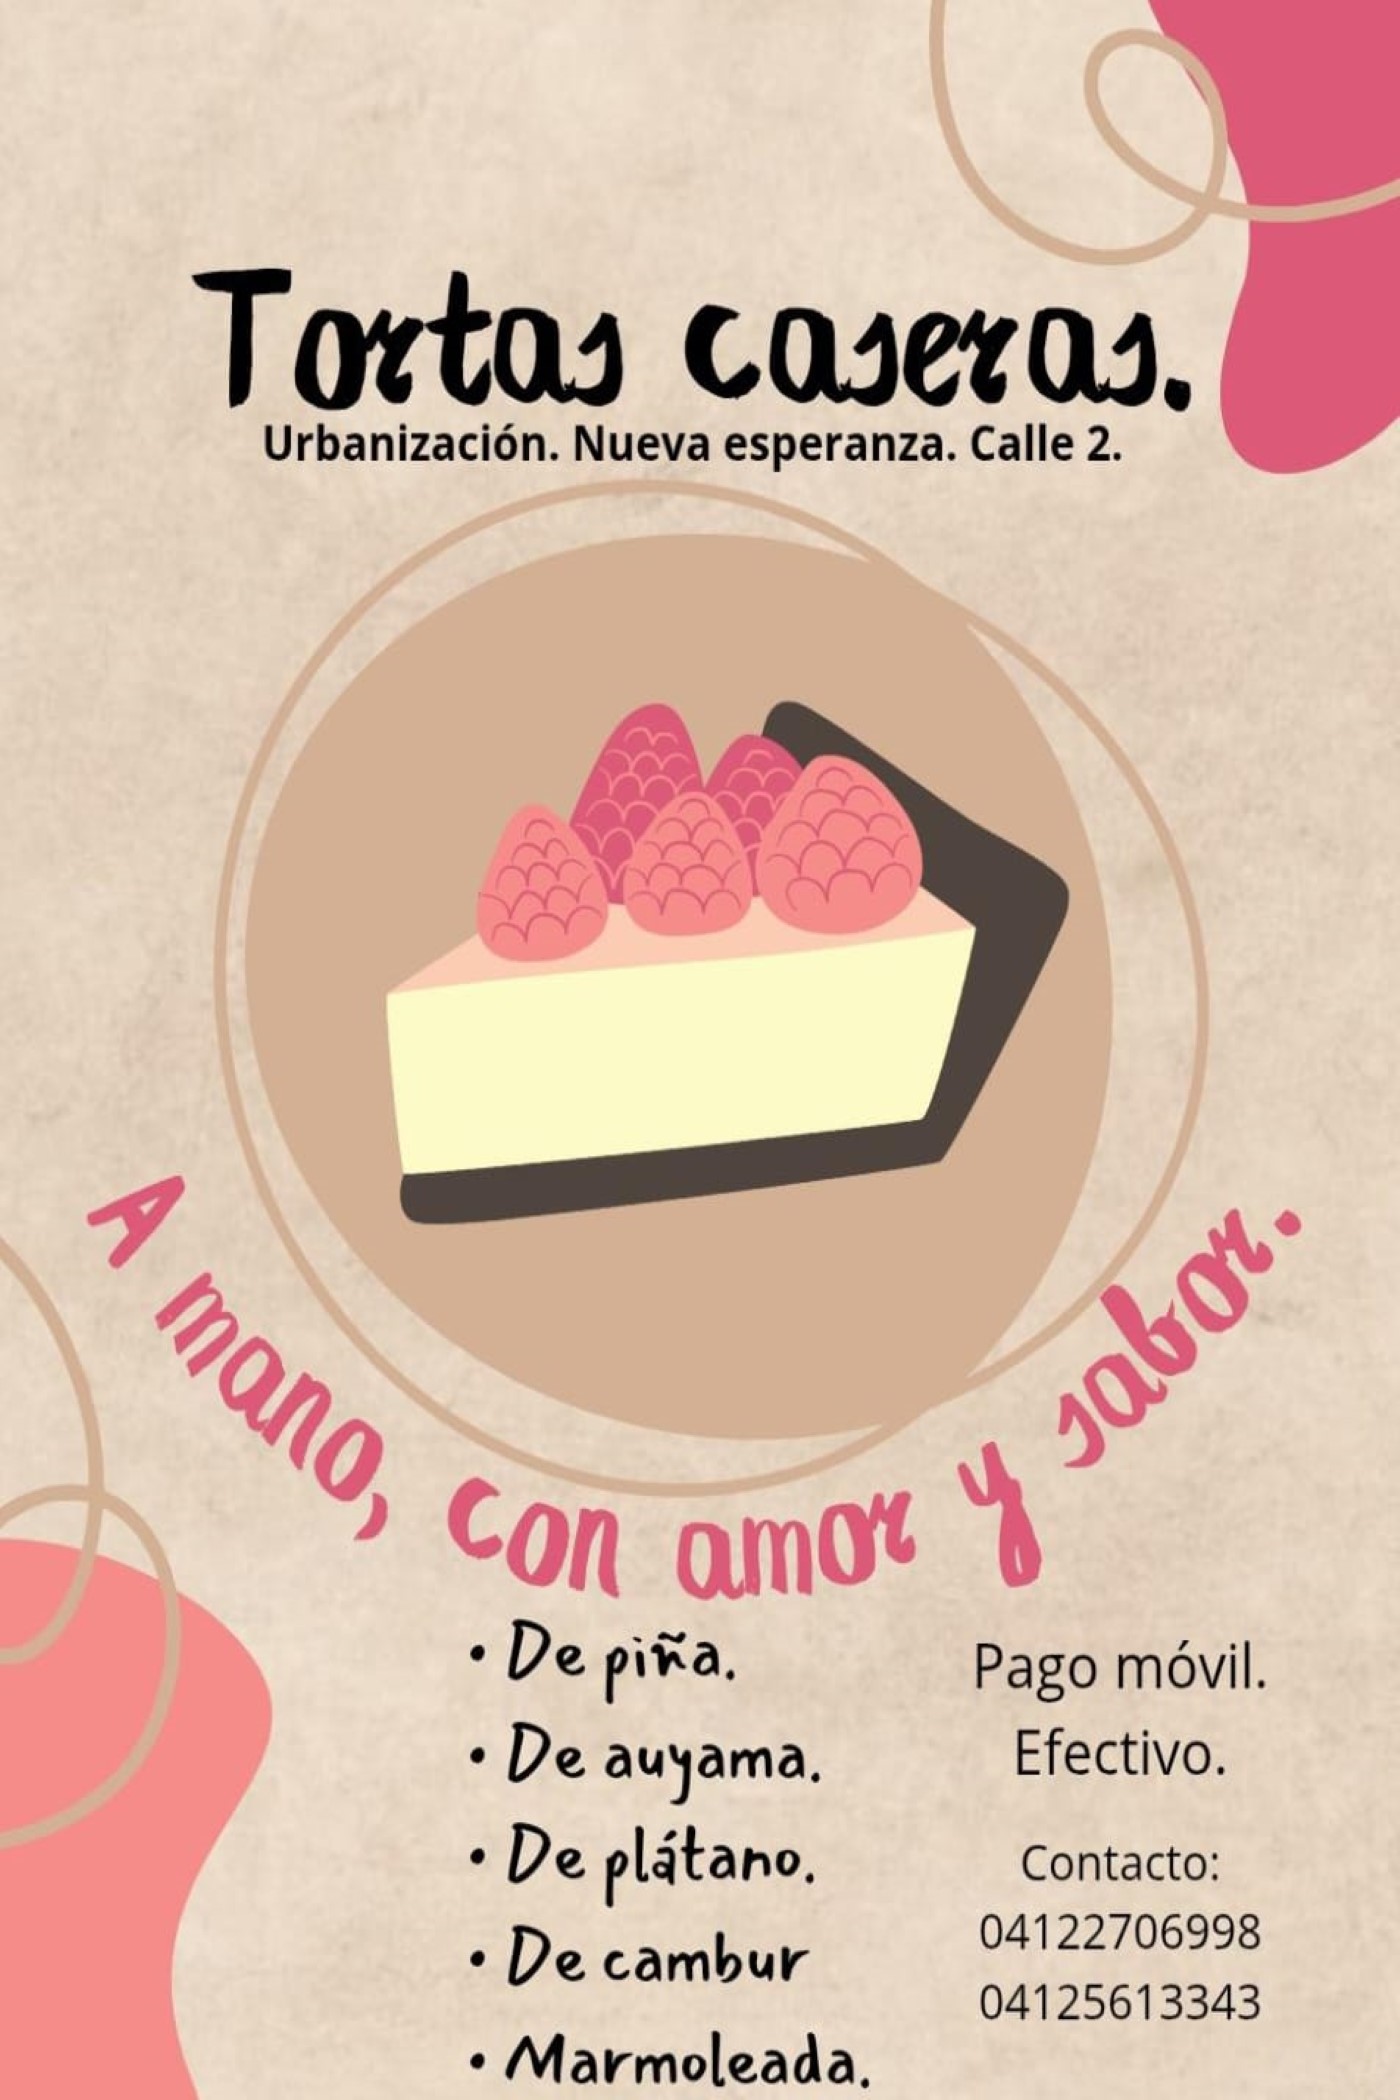 Tortas caseras.
Urbanización. Nueva esperanza. Calle 2.
A mano, con amor y sabor.
• De piña.
• De auyama.
• De plátano.
• De cambur
• Marmoleada.
Pago móvil.
Efectivo.
Contacto:
04122706998
04125613343